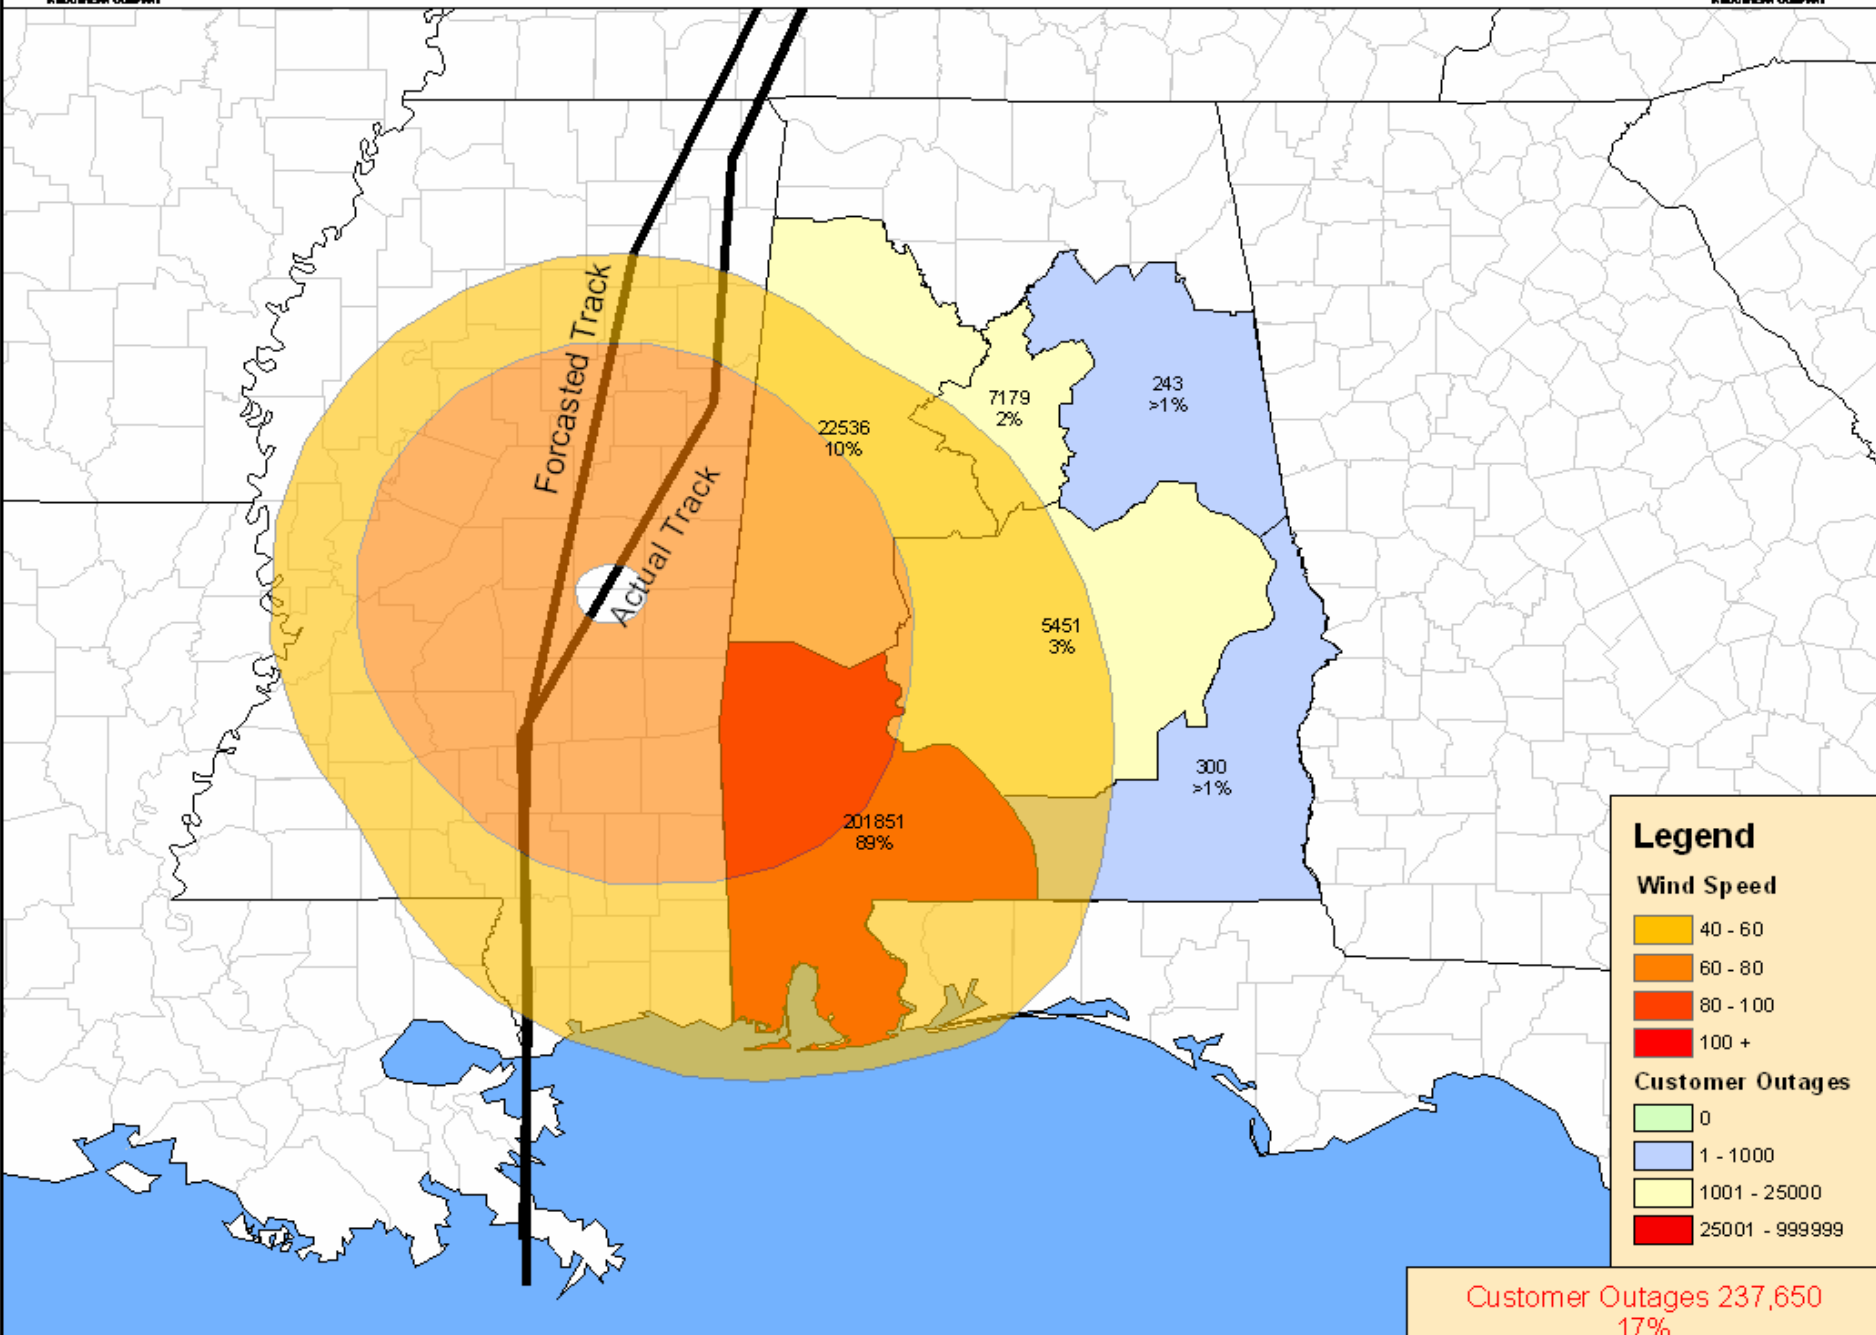 Forcasted Track
Actual Track
22536
10%
7179
2%
243
>1%
5451
3%
300
>1%
201851
89%
Legend
Wind Speed
40 - 60
60 - 80
80 - 100
100 +
Customer Outages
0
1 - 1000
1001 - 25000
25001 - 999999
Customer Outages 237,650
17%